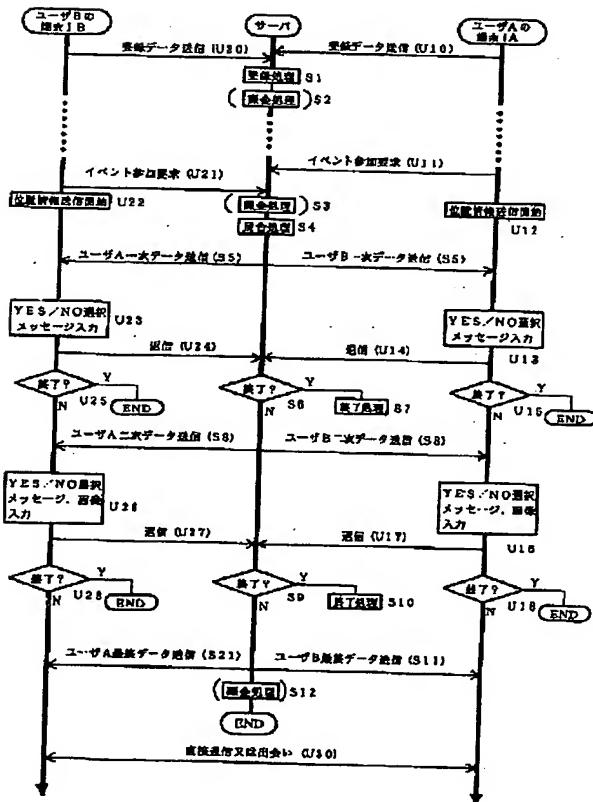 ユーザBの
端末1B
サーバ
ユーザAの
端末1A
登録データ送信 (U20)
登録データ送信 (U10)
登録処理 S1
(課金処理) S2
イベント参加要求 (U21)
イベント参加要求 (U11)
位置情報送信開始 U22
(課金処理) S3
照合処理 S4
位置情報送信開始
U12
ユーザA一次データ送信 (S5)
ユーザB一次データ送信 (S5)
YES/NO選択
メッセージ入力
U23
YES/NO選択
メッセージ入力
U13
返信 (U24)
返信 (U14)
終了?
Y
N
U25
END
終了?
Y
N
S6
終了処理 S7
終了?
Y
N
U15
END
ユーザA二次データ送信 (S8)
ユーザB二次データ送信 (S8)
YES/NO選択
メッセージ、画像
入力
U26
YES/NO選択
メッセージ、画像
入力
U16
返信 (U27)
返信 (U17)
終了?
Y
N
U28
END
終了?
Y
N
S9
終了処理 S10
終了?
Y
N
U18
END
ユーザA最終データ送信 (S21)
ユーザB最終データ送信 (S11)
(課金処理) S12
END
直接通信又は出会い (U30)